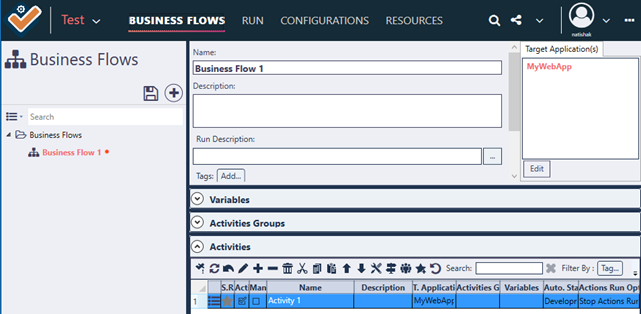 Test BUSINESS FLOWS RUN CONFIGURATIONS RESOURCES
natishak
Business Flows
Search
Business Flows
Business Flow 1
Name:
Business Flow 1
Description:
Run Description:
...
Tags: Add...
Target Application(s)
MyWebApp
Edit
Variables
Activities Groups
Activities
Search: Filter By : Tag...
S.R Act Man Name Description T. Applicati Activities G Variables Auto. Sta Actions Run Opt
1 Activity 1 MyWebApp Developr Stop Actions Run